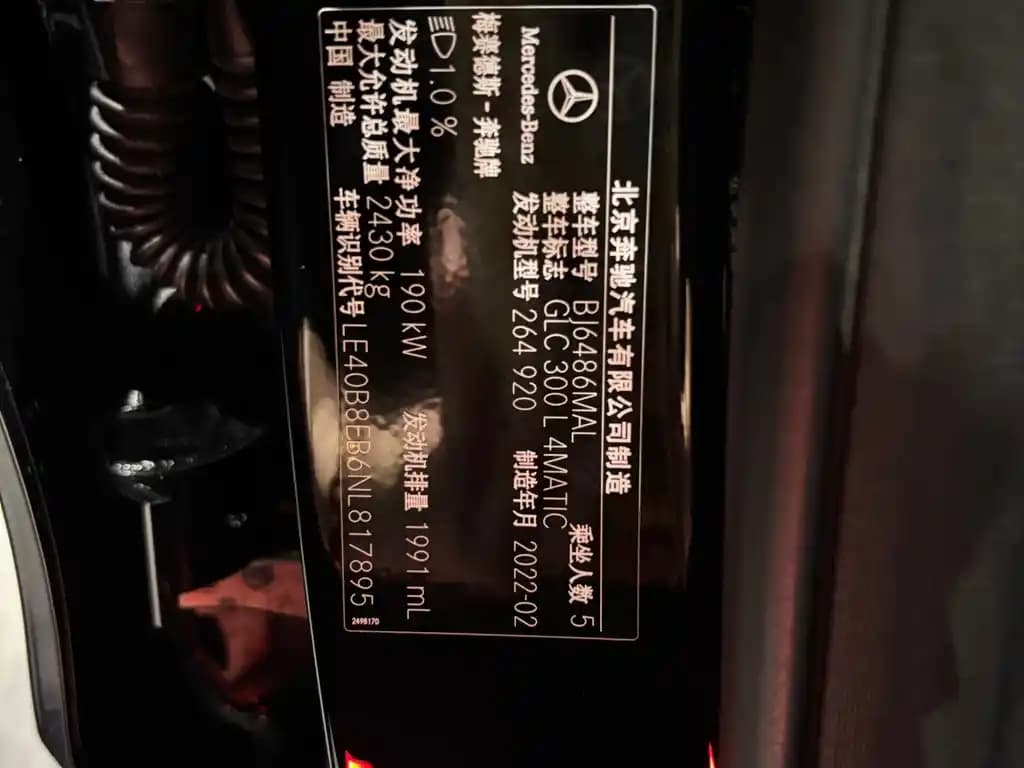 北京奔驰汽车有限公司制造
整车型号 BJ6486MAL 乘坐人数 5
Mercedes-Benz 整车标志 GLC 300 L 4MATIC
发动机型号 264 920 制造年月 2022-02
梅赛德斯-奔驰牌
1.0 %
发动机最大净功率 190 kW 发动机排量 1991 mL
最大允许总质量 2430 kg
中国 制造 车辆识别代号 LE40B8EB6NL817895
2498170